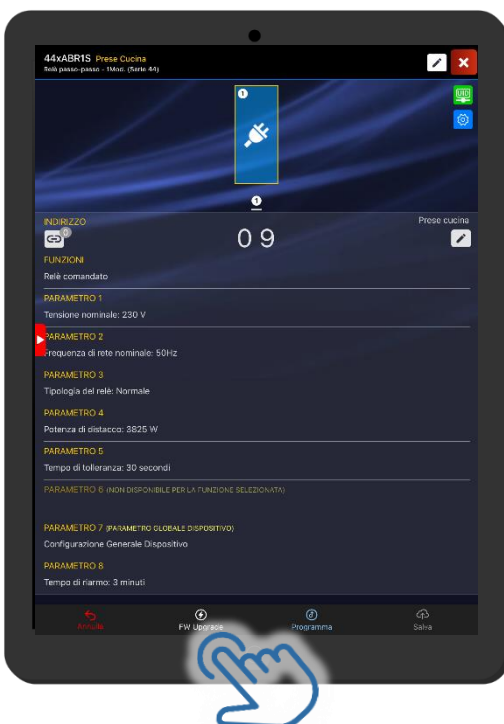 44xABR1S Prese Cucina
Relè passo-passo - 1Mod. (Serie 44)
1
UID
1
INDIRIZZO
Prese cucina
0
09
FUNZIONI
Relè comandato
PARAMETRO 1
Tensione nominale: 230 V
PARAMETRO 2
Frequenza di rete nominale: 50Hz
PARAMETRO 3
Tipologia del relè: Normale
PARAMETRO 4
Potenza di distacco: 3825 W
PARAMETRO 5
Tempo di tolleranza: 30 secondi
PARAMETRO 6 (NON DISPONIBILE PER LA FUNZIONE SELEZIONATA)
PARAMETRO 7 (PARAMETRO GLOBALE DISPOSITIVO)
Configurazione Generale Dispositivo
PARAMETRO 8
Tempo di riarmo: 3 minuti
Annulla FW Upgrade Programma Salva